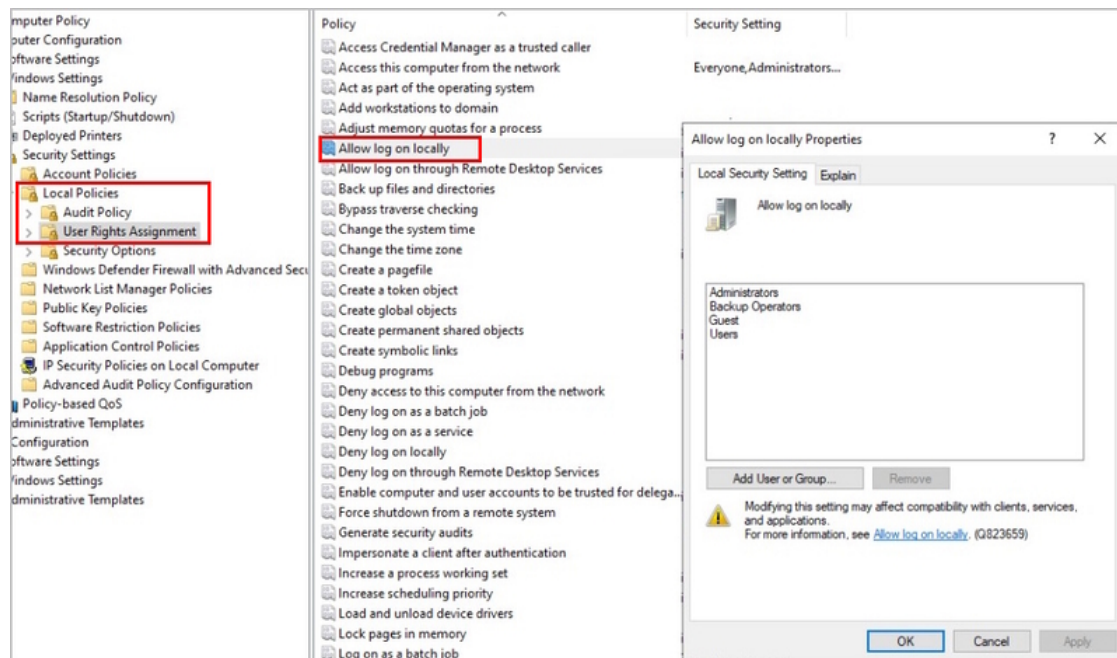 mputer Policy
puter Configuration
oftware Settings
indows Settings
Name Resolution Policy
Scripts (Startup/Shutdown)
Deployed Printers
Security Settings
Account Policies
Local Policies
Audit Policy
User Rights Assignment
Security Options
Windows Defender Firewall with Advanced Secu
Network List Manager Policies
Public Key Policies
Software Restriction Policies
Application Control Policies
IP Security Policies on Local Computer
Advanced Audit Policy Configuration
Policy-based QoS
dministrative Templates
Configuration
oftware Settings
indows Settings
dministrative Templates
Policy
Security Setting
Access Credential Manager as a trusted caller
Access this computer from the network
Everyone,Administrators...
Act as part of the operating system
Add workstations to domain
Adjust memory quotas for a process
Allow log on locally
Allow log on through Remote Desktop Services
Back up files and directories
Bypass traverse checking
Change the system time
Change the time zone
Create a pagefile
Create a token object
Create global objects
Create permanent shared objects
Create symbolic links
Debug programs
Deny access to this computer from the network
Deny log on as a batch job
Deny log on as a service
Deny log on locally
Deny log on through Remote Desktop Services
Enable computer and user accounts to be trusted for delega...
Force shutdown from a remote system
Generate security audits
Impersonate a client after authentication
Increase a process working set
Increase scheduling priority
Load and unload device drivers
Lock pages in memory
Log on as a batch job
Allow log on locally Properties
? X
Local Security Setting Explain
Allow log on locally
Administrators
Backup Operators
Guest
Users
Add User or Group... Remove
Modifying this setting may affect compatibility with clients, services,
and applications.
For more information, see Allow log on locally. (Q823659)
OK Cancel Apply